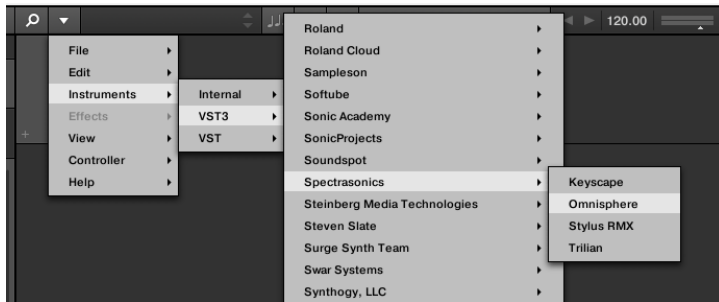 120.00
File
Edit
Instruments
Effects
View
Controller
Help
Internal
VST3
VST
Roland
Roland Cloud
Sampleson
Softube
Sonic Academy
SonicProjects
Soundspot
Spectrasonics
Steinberg Media Technologies
Steven Slate
Surge Synth Team
Swar Systems
Synthogy, LLC
Keyscape
Omnisphere
Stylus RMX
Trilian